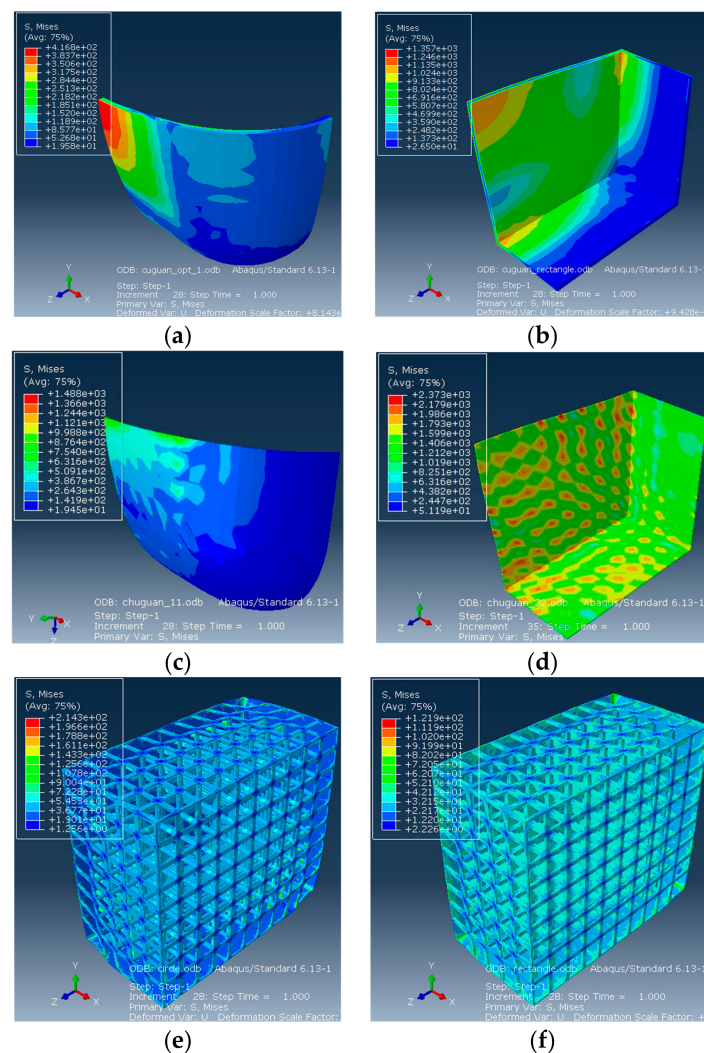 S, Mises
(Avg: 75%)
+4.168e+02
+3.837e+02
+3.506e+02
+3.175e+02
+2.844e+02
+2.513e+02
+2.182e+02
+1.851e+02
+1.520e+02
+1.189e+02
+8.577e+01
+5.268e+01
+1.958e+01
Y
Z
X
ODB: cuguan_opt_1.odb Abaqus/Standard 6.13-1
Step: Step-1
Increment 28: Step Time = 1.000
Primary Var: S, Mises
Deformed Var: U Deformation Scale Factor: +8.143e
(a)
S, Mises
(Avg: 75%)
+1.357e+03
+1.246e+03
+1.135e+03
+1.024e+03
+9.133e+02
+8.024e+02
+6.916e+02
+5.807e+02
+4.699e+02
+3.590e+02
+2.482e+02
+1.373e+02
+2.650e+01
Y
Z
X
ODB: cuguan_rectangle.odb Abaqus/Standard 6.13-1
Step: Step-1
Increment 28: Step Time = 1.000
Primary Var: S, Mises
Deformed Var: U Deformation Scale Factor: +9.428e-
(b)
S, Mises
(Avg: 75%)
+1.488e+03
+1.366e+03
+1.244e+03
+1.121e+03
+9.988e+02
+8.764e+02
+7.540e+02
+6.316e+02
+5.091e+02
+3.867e+02
+2.643e+02
+1.419e+02
+1.945e+01
Y
X
Z
ODB: chuguan_11.odb Abaqus/Standard 6.13-1
Step: Step-1
Increment 28: Step Time = 1.000
Primary Var: S, Mises
(c)
S, Mises
(Avg: 75%)
+2.373e+03
+2.179e+03
+1.986e+03
+1.793e+03
+1.599e+03
+1.406e+03
+1.212e+03
+1.019e+03
+8.251e+02
+6.316e+02
+4.382e+02
+2.447e+02
+5.119e+01
Y
Z
X
ODB: chuguan_22.odb Abaqus/Standard 6.13-1
Step: Step-1
Increment 35: Step Time = 1.000
Primary Var: S, Mises
(d)
S, Mises
(Avg: 75%)
+2.143e+02
+1.966e+02
+1.788e+02
+1.611e+02
+1.433e+02
+1.256e+02
+1.078e+02
+9.004e+01
+7.228e+01
+5.453e+01
+3.677e+01
+1.901e+01
+1.256e+00
Y
Z
X
ODB: circle.odb Abaqus/Standard 6.13-1
Step: Step-1
Increment 28: Step Time = 1.000
Primary Var: S, Mises
Deformed Var: U Deformation Scale Factor:
(e)
S, Mises
(Avg: 75%)
+1.219e+02
+1.119e+02
+1.020e+02
+9.199e+01
+8.202e+01
+7.205e+01
+6.207e+01
+5.210e+01
+4.212e+01
+3.215e+01
+2.217e+01
+1.220e+01
+2.226e+00
Y
Z
X
ODB: rectangle.odb Abaqus/Standard 6.13-1
Step: Step-1
Increment 28: Step Time = 1.000
Primary Var: S, Mises
Deformed Var: U Deformation Scale Factor: +
(f)